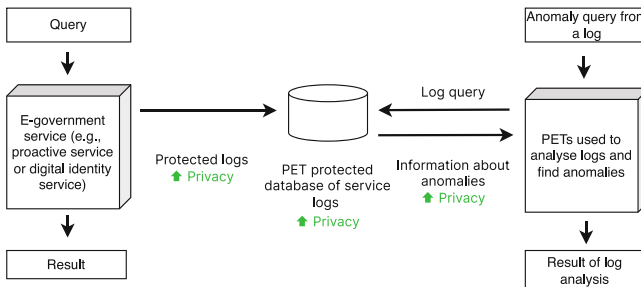 Query
E-government
service (e.g.,
proactive service
or digital identity
service)
Result
Protected logs
Privacy
PET protected
database of service
logs
Privacy
Log query
Information about
anomalies
Privacy
Anomaly query from
a log
PETs used to
analyse logs and
find anomalies
Result of log
analysis